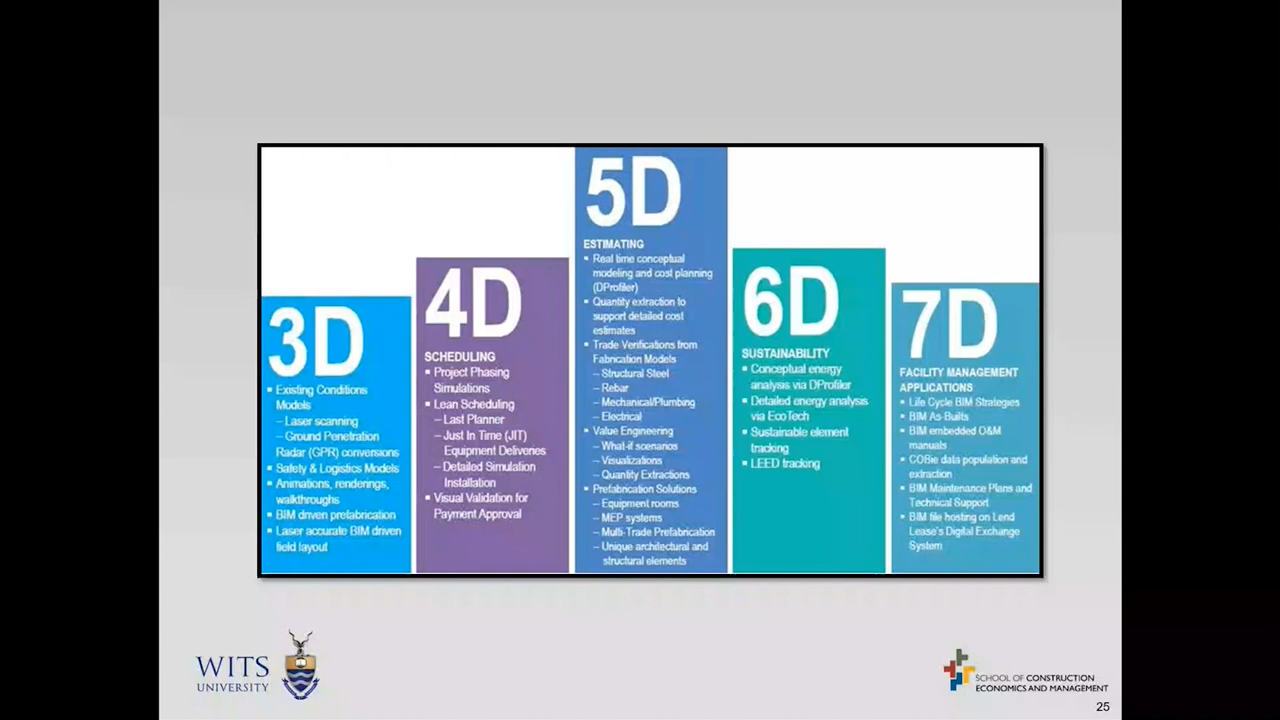 3D
Existing Conditions
Models
– Laser scanning
– Ground Penetration
Radar (GPR) conversions
Safety & Logistics Models
Animations, renderings,
walkthroughs
BIM driven prefabrication
Laser accurate BIM driven
field layout
4D
SCHEDULING
Project Phasing
Simulations
Lean Scheduling
– Last Planner
– Just In Time (JIT)
Equipment Deliveries
– Detailed Simulation
Installation
Visual Validation for
Payment Approval
5D
ESTIMATING
Real time conceptual
modeling and cost planning
(DProfiler)
Quantity extraction to
support detailed cost
estimates
Trade Verifications from
Fabrication Models
– Structural Steel
– Rebar
– Mechanical/Plumbing
– Electrical
Value Engineering
– What-if scenarios
– Visualizations
– Quantity Extractions
Prefabrication Solutions
– Equipment rooms
– MEP systems
– Multi-Trade Prefabrication
– Unique architectural and
structural elements
6D
SUSTAINABILITY
Conceptual energy
analysis via DProfiler
Detailed energy analysis
via EcoTech
Sustainable element
tracking
LEED tracking
7D
FACILITY MANAGEMENT
APPLICATIONS
Life Cycle BIM Strategies
BIM As-Builts
BIM embedded O&M
manuals
COBie data population and
extraction
BIM Maintenance Plans and
Technical Support
BIM file hosting on Lend
Lease's Digital Exchange
System
WITS
UNIVERSITY
SCHOOL OF CONSTRUCTION
ECONOMICS AND MANAGEMENT
25